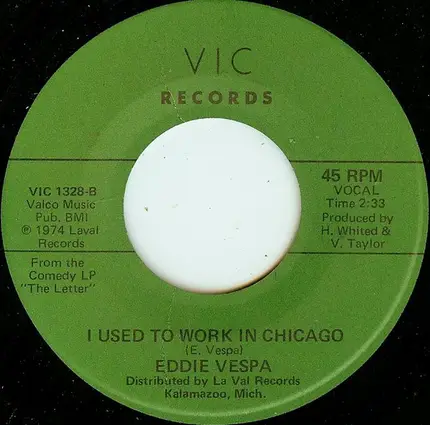 VIC
RECORDS
VIC 1328-B
Valco Music
Pub. BMI
℗ 1974 Laval
Records
From the
Comedy LP
"The Letter"
45 RPM
VOCAL
Time 2:33
Produced by
H. Whited &
V. Taylor
I USED TO WORK IN CHICAGO
(E. Vespa)
EDDIE VESPA
Distributed by La Val Records
Kalamazoo, Mich.